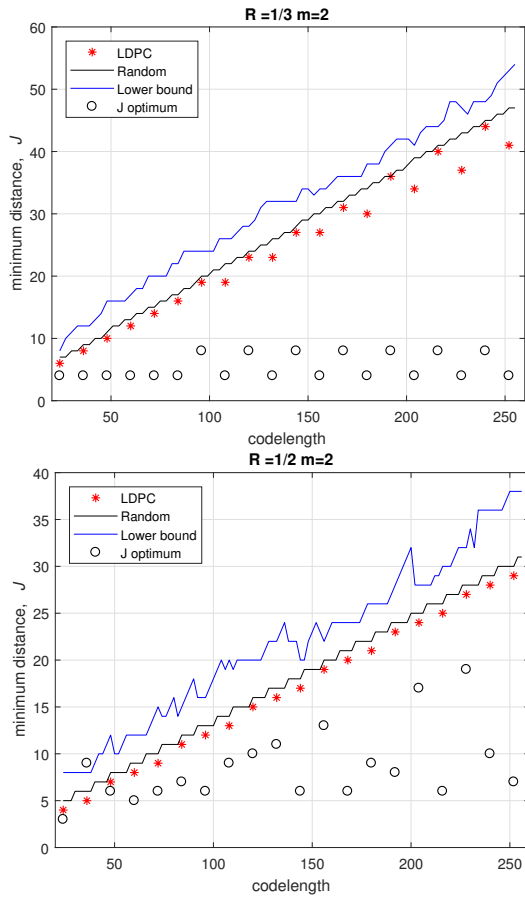 R =1/3 m=2
60
50
40
30
20
10
0
minimum distance, J
LDPC
Random
Lower bound
J optimum
50 100 150 200 250
codelength
R =1/2 m=2
40
35
30
25
20
15
10
5
0
minimum distance, J
LDPC
Random
Lower bound
J optimum
50 100 150 200 250
codelength